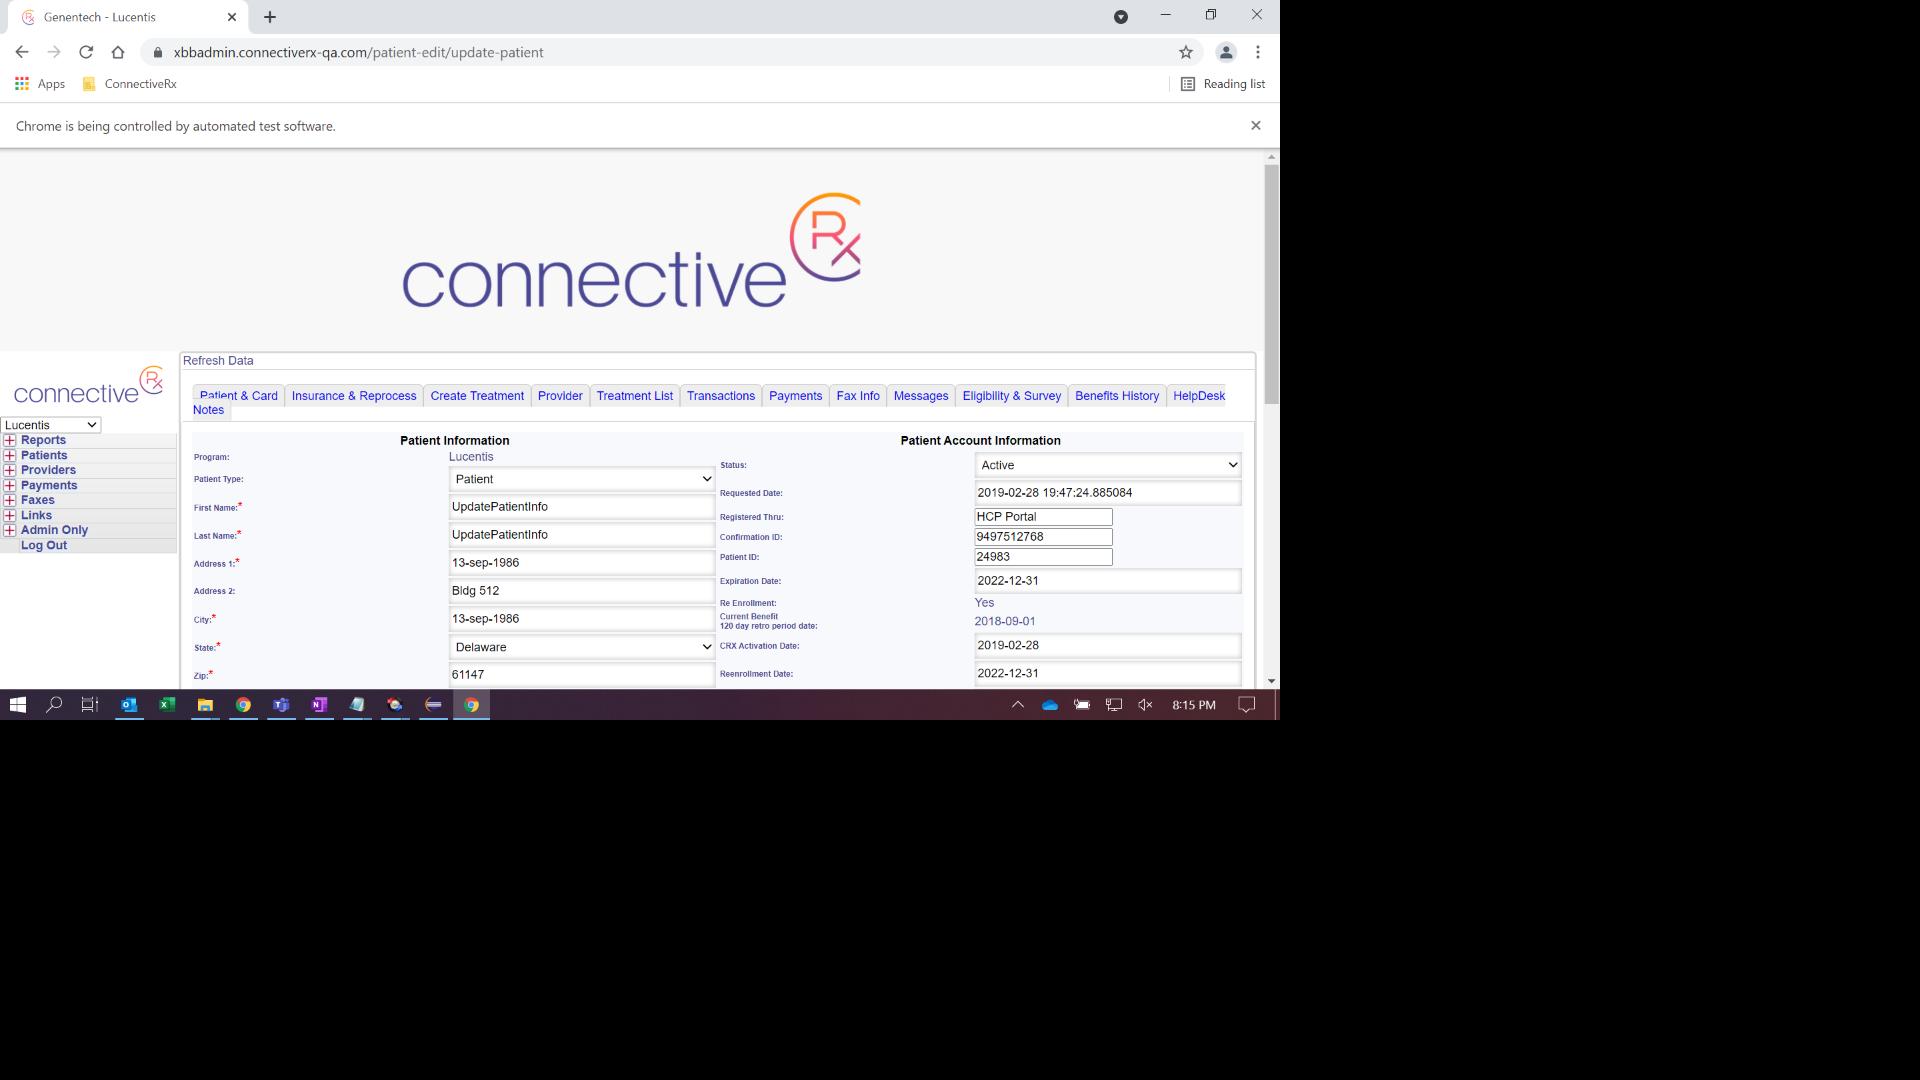 Genentech - Lucentis
xbbadmin.connectiverx-qa.com/patient-edit/update-patient
Apps
ConnectiveRx
Reading list
Chrome is being controlled by automated test software.
connective Rx
connective Rx
Lucentis
Reports
Patients
Providers
Payments
Faxes
Links
Admin Only
Log Out
Refresh Data
Patient & Card Insurance & Reprocess Create Treatment Provider Treatment List Transactions Payments Fax Info Messages Eligibility & Survey Benefits History HelpDesk
Notes
Patient Information
Program: Lucentis
Patient Type: Patient
First Name:* UpdatePatientInfo
Last Name:* UpdatePatientInfo
Address 1:* 13-sep-1986
Address 2: Bldg 512
City:* 13-sep-1986
State:* Delaware
Zip:* 61147
Patient Account Information
Status: Active
Requested Date: 2019-02-28 19:47:24.885084
Registered Thru: HCP Portal
Confirmation ID: 9497512768
Patient ID: 24983
Expiration Date: 2022-12-31
Re Enrollment: Yes
Current Benefit
120 day retro period date: 2018-09-01
CRX Activation Date: 2019-02-28
Reenrollment Date: 2022-12-31
8:15 PM